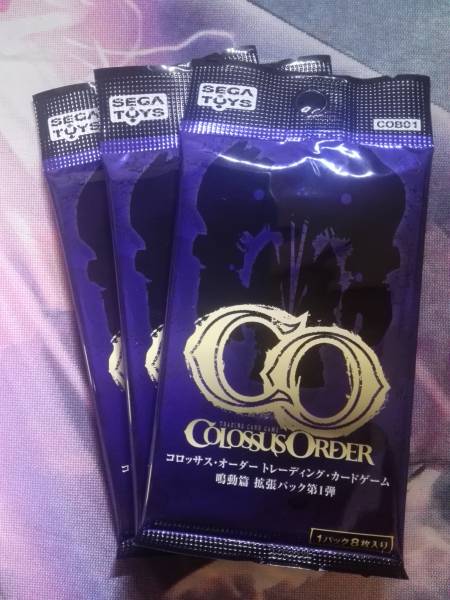 SEGA
TOYS
SEGA
TOYS
SEGA
TOYS
COB01
CO
TRADING CARD GAME
COLOSSUS ORDER
コロッサス・オーダー トレーディング・カードゲーム
鳴動篇 拡張パック第1弾
1パック8枚入り